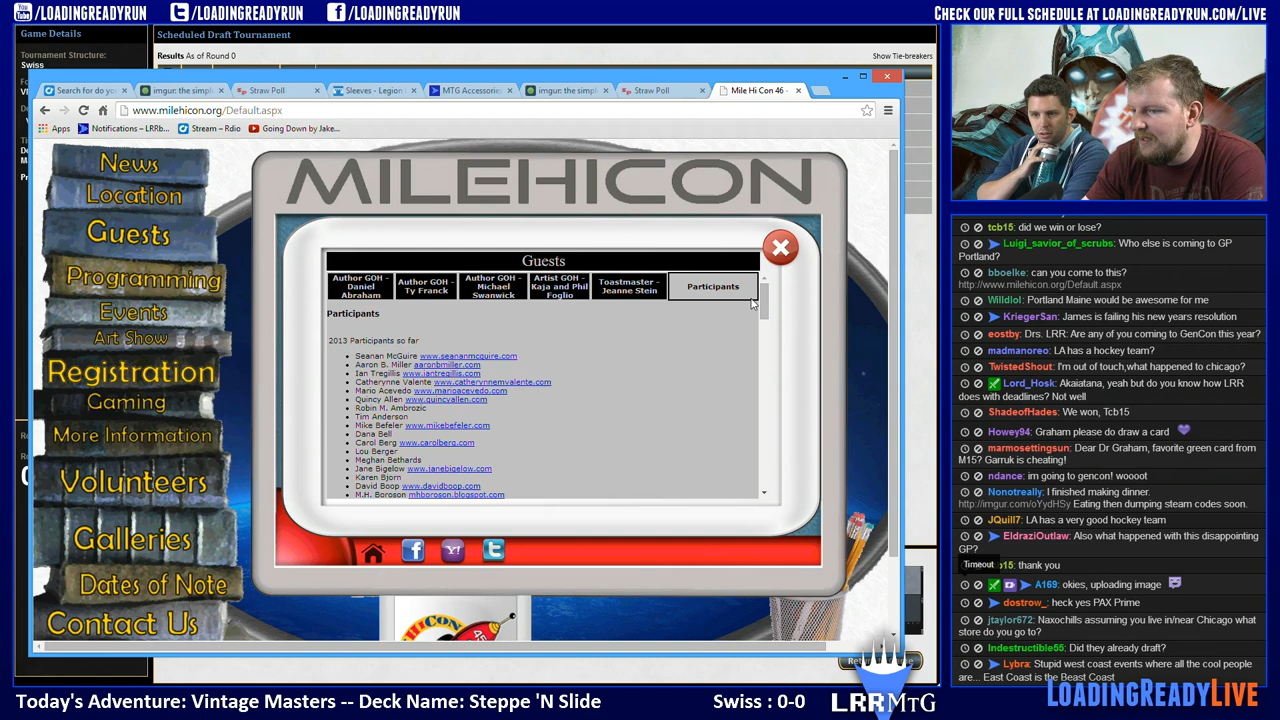 /LOADINGREADYRUN /LOADINGREADYRUN /LOADINGREADYRUN
CHECK OUR FULL SCHEDULE AT LOADINGREADYRUN.COM/LIVE
Game Details
Scheduled Draft Tournament
Tournament Structure:
Swiss
Results As of Round 0
Show Tie-breakers
Search for do yo
imgur: the simple
Straw Poll
Sleeves - Legion
MTG Accessories
imgur: the simple
Straw Poll
Mile Hi Con 46 -
www.milehicon.org/Default.aspx
Apps
Notifications – LRRb...
Stream – Rdio
Going Down by Jake...
News
Location
Guests
Programming
Events
Art Show
Registration
Gaming
More Information
Volunteers
Galleries
Dates of Note
Contact Us
MILEHICON
Guests
Author GOH - Daniel Abraham
Author GOH - Ty Franck
Author GOH - Michael Swanwick
Artist GOH - Kaja and Phil Foglio
Toastmaster - Jeanne Stein
Participants
Participants
2013 Participants so far
Seanan McGuire www.seananmcguire.com
Aaron B. Miller aaronbmiller.com
Ian Tregillis www.iantregillis.com
Catherynne Valente www.catherynnemvalente.com
Mario Acevedo www.marioacevedo.com
Quincy Allen www.quincyallen.com
Robin M. Ambrozic
Tim Anderson
Mike Befeler www.mikebefeler.com
Dana Bell
Carol Berg www.carolberg.com
Lou Berger
Meghan Bethards
Jane Bigelow www.janebigelow.com
Karen Bjorn
David Boop www.davidboop.com
M.H. Boroson mhboroson.blogspot.com
tcb15: did we win or lose?
Luigi_savior_of_scrubs: Who else is coming to GP
Portland?
bboelke: can you come to this?
http://www.milehicon.org/Default.aspx
Willdlol: Portland Maine would be awesome for me
KriegerSan: James is failing his new years resolution
eostby: Drs. LRR: Are any of you coming to GenCon this year?
madmanoreo: LA has a hockey team?
TwistedShout: I'm out of touch,what happened to chicago?
Lord_Hosk: Akaiatana, yeah but do you know how LRR
does with deadlines? Not well
ShadeofHades: We won, Tcb15
Howey94: Graham please do draw a card
marmosettingsun: Dear Dr Graham, favorite green card from
M15? Garruk is cheating!
ndance: im going to gencon! woooot
Nonotreally: I finished making dinner.
http://imgur.com/oYydHSy Eating then dumping steam codes soon.
JQuill7: LA has a very good hockey team
EldraziOutlaw: Also what happened with this disappointing
GP?
Timeout b15: thank you
A169: okies, uploading image
dostrow_: heck yes PAX Prime
jtaylor672: Naxochills assuming you live in/near Chicago what
store do you go to?
Indestructible55: Did they already draft?
Lybra: Stupid west coast events where all the cool people
are... East Coast is the Beast Coast
Today's Adventure: Vintage Masters -- Deck Name: Steppe 'N Slide
Swiss : 0-0
LRRMTG
LOADINGREADYLIVE